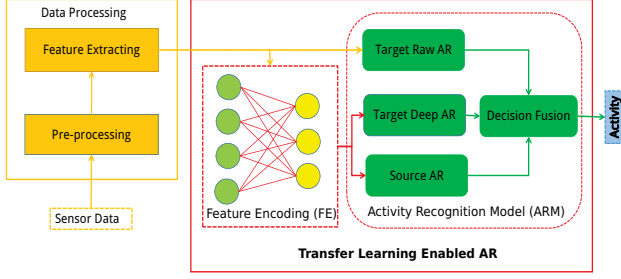 Data Processing
Feature Extracting
Pre-processing
Sensor Data
Feature Encoding (FE)
Target Raw AR
Target Deep AR
Source AR
Decision Fusion
Activity Recognition Model (ARM)
Activity
Transfer Learning Enabled AR